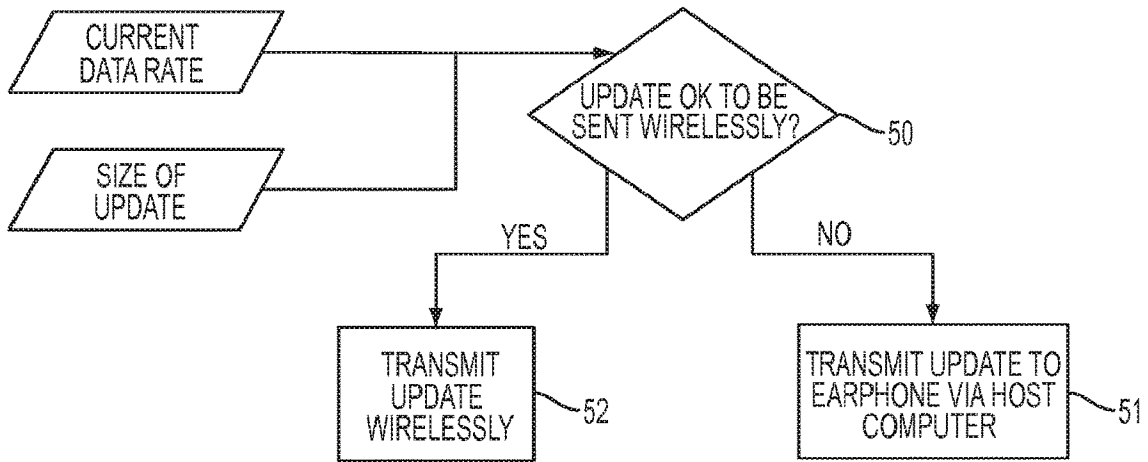 CURRENT
DATA RATE
SIZE OF
UPDATE
UPDATE OK TO BE
SENT WIRELESSLY?
50
YES
NO
TRANSMIT
UPDATE
WIRELESSLY
52
TRANSMIT UPDATE TO
EARPHONE VIA HOST
COMPUTER
51